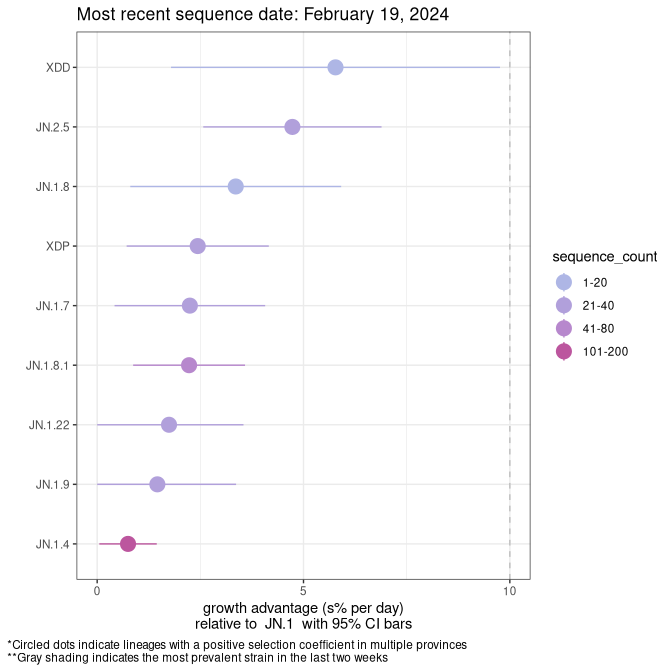 Most recent sequence date: February 19, 2024
XDD
JN.2.5
JN.1.8
XDP
JN.1.7
JN.1.8.1
JN.1.22
JN.1.9
JN.1.4
0 5 10
growth advantage (s% per day)
relative to JN.1 with 95% CI bars
sequence_count
1-20
21-40
41-80
101-200
*Circled dots indicate lineages with a positive selection coefficient in multiple provinces
**Gray shading indicates the most prevalent strain in the last two weeks